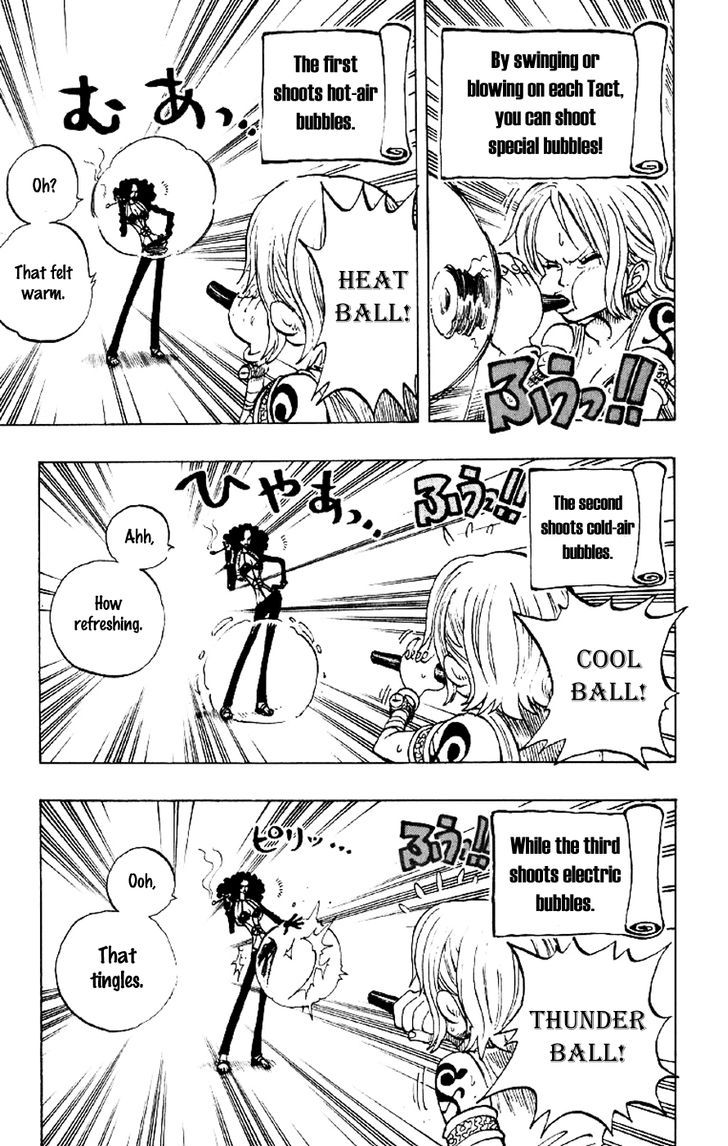 By swinging or
blowing on each Tact,
you can shoot
special bubbles!
ふうっ!!
The first
shoots hot-air
bubbles.
HEAT
BALL!
むあっ..
Oh?
That felt
warm.
The second
shoots cold-air
bubbles.
ふうっ!!
COOL
BALL!
ひやあっ..
Ahh,
How
refreshing.
While the third
shoots electric
bubbles.
ふうっ!!
THUNDER
BALL!
ピリッ...
Ooh,
That
tingles.